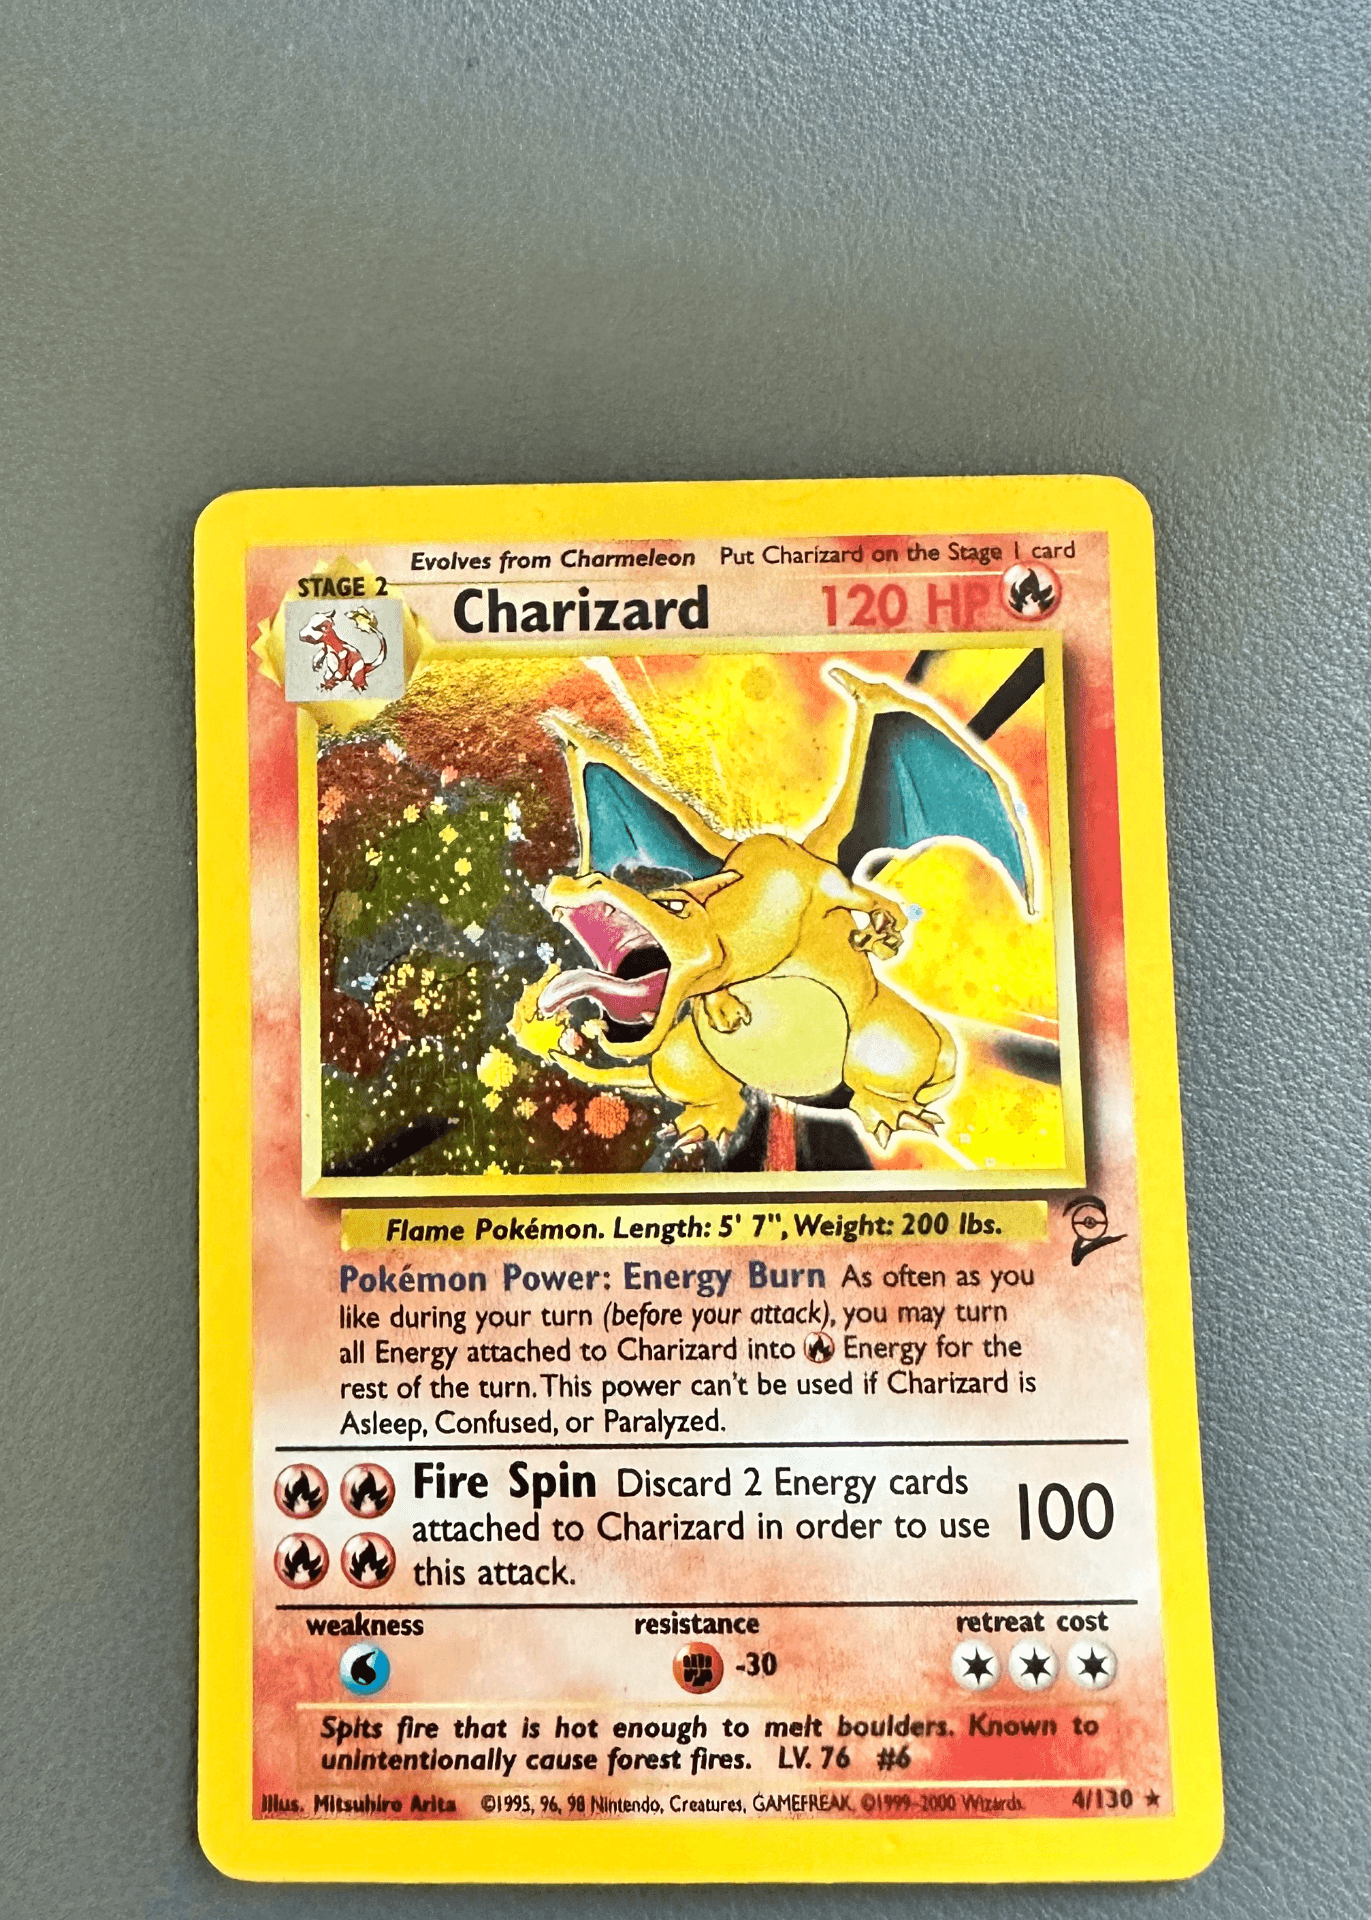 Evolves from Charmeleon Put Charizard on the Stage 1 card
STAGE 2
Charizard 120 HP
Flame Pokémon. Length: 5' 7", Weight: 200 lbs.
Pokémon Power: Energy Burn As often as you
like during your turn (before your attack), you may turn
all Energy attached to Charizard into Energy for the
rest of the turn. This power can't be used if Charizard is
Asleep, Confused, or Paralyzed.
Fire Spin Discard 2 Energy cards
attached to Charizard in order to use 100
this attack.
weakness resistance retreat cost
-30
Spits fire that is hot enough to melt boulders. Known to
unintentionally cause forest fires. LV. 76 #6
Illus. Mitsuhiro Arita ©1995, 96, 98 Nintendo, Creatures, GAMEFREAK, ©1999-2000 Wizards. 4/130 ★